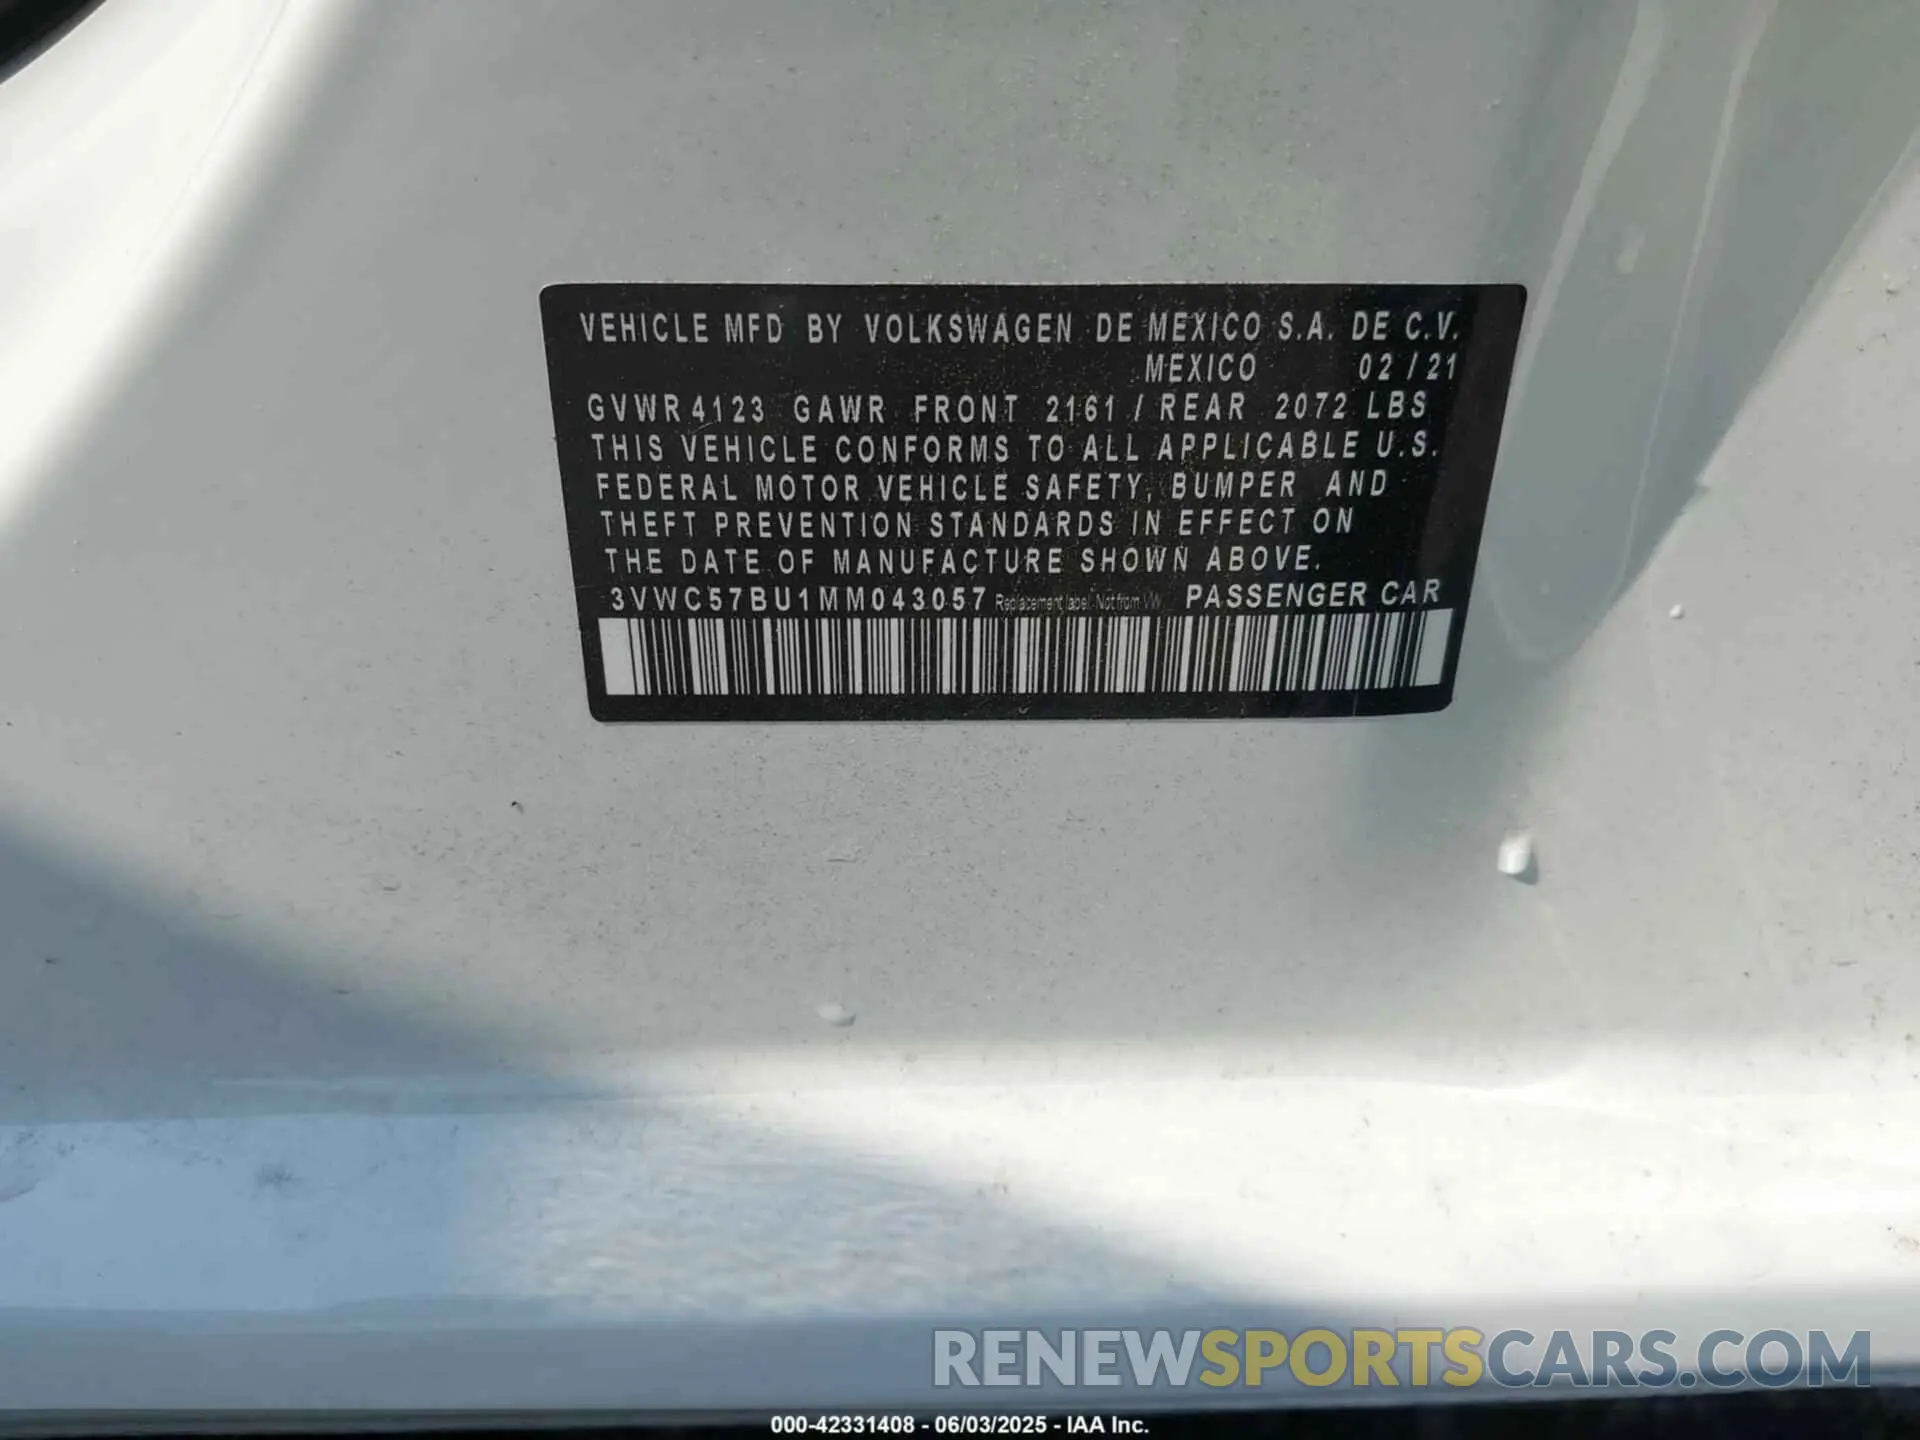 VEHICLE MFD BY VOLKSWAGEN DE MEXICO S.A. DE C.V.
MEXICO 02/21
GVWR 4123 GAWR FRONT 2161 / REAR 2072 LBS
THIS VEHICLE CONFORMS TO ALL APPLICABLE U.S.
FEDERAL MOTOR VEHICLE SAFETY, BUMPER AND
THEFT PREVENTION STANDARDS IN EFFECT ON
THE DATE OF MANUFACTURE SHOWN ABOVE.
3VWC57BU1MM043057 Replacement label. Not from VW PASSENGER CAR
RENEWSPORTSCARS.COM
000-42331408 - 06/03/2025 - IAA Inc.